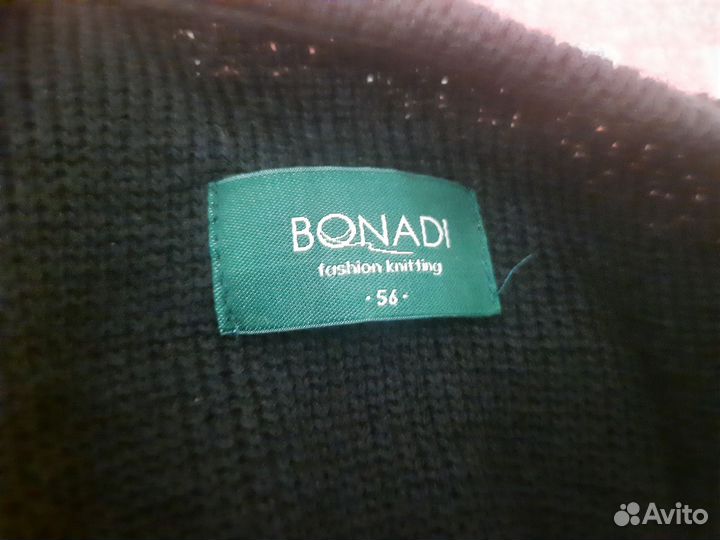 BONADI
fashion knitting
· 56 ·
Avito